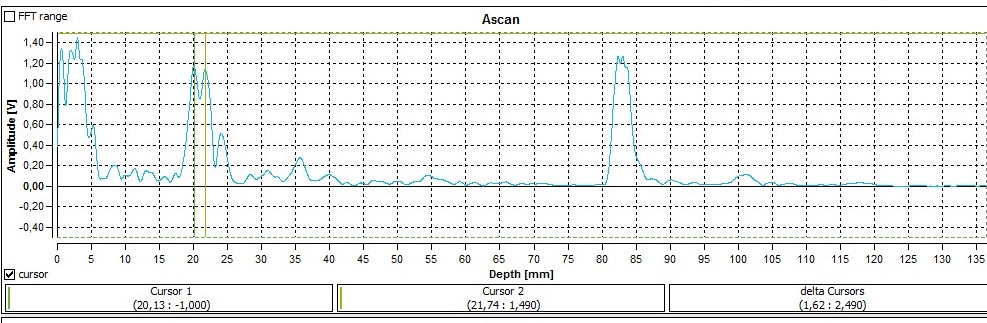 FFT range
Ascan
1,40
1,20
1,00
0,80
0,60
0,40
0,20
0,00
-0,20
-0,40
Amplitude [V]
0 5 10 15 20 25 30 35 40 45 50 55 60 65 70 75 80 85 90 95 100 105 110 115 120 125 130 135
Depth [mm]
cursor
Cursor 1
(20,13 : -1,000)
Cursor 2
(21,74 : 1,490)
delta Cursors
(1,62 : 2,490)